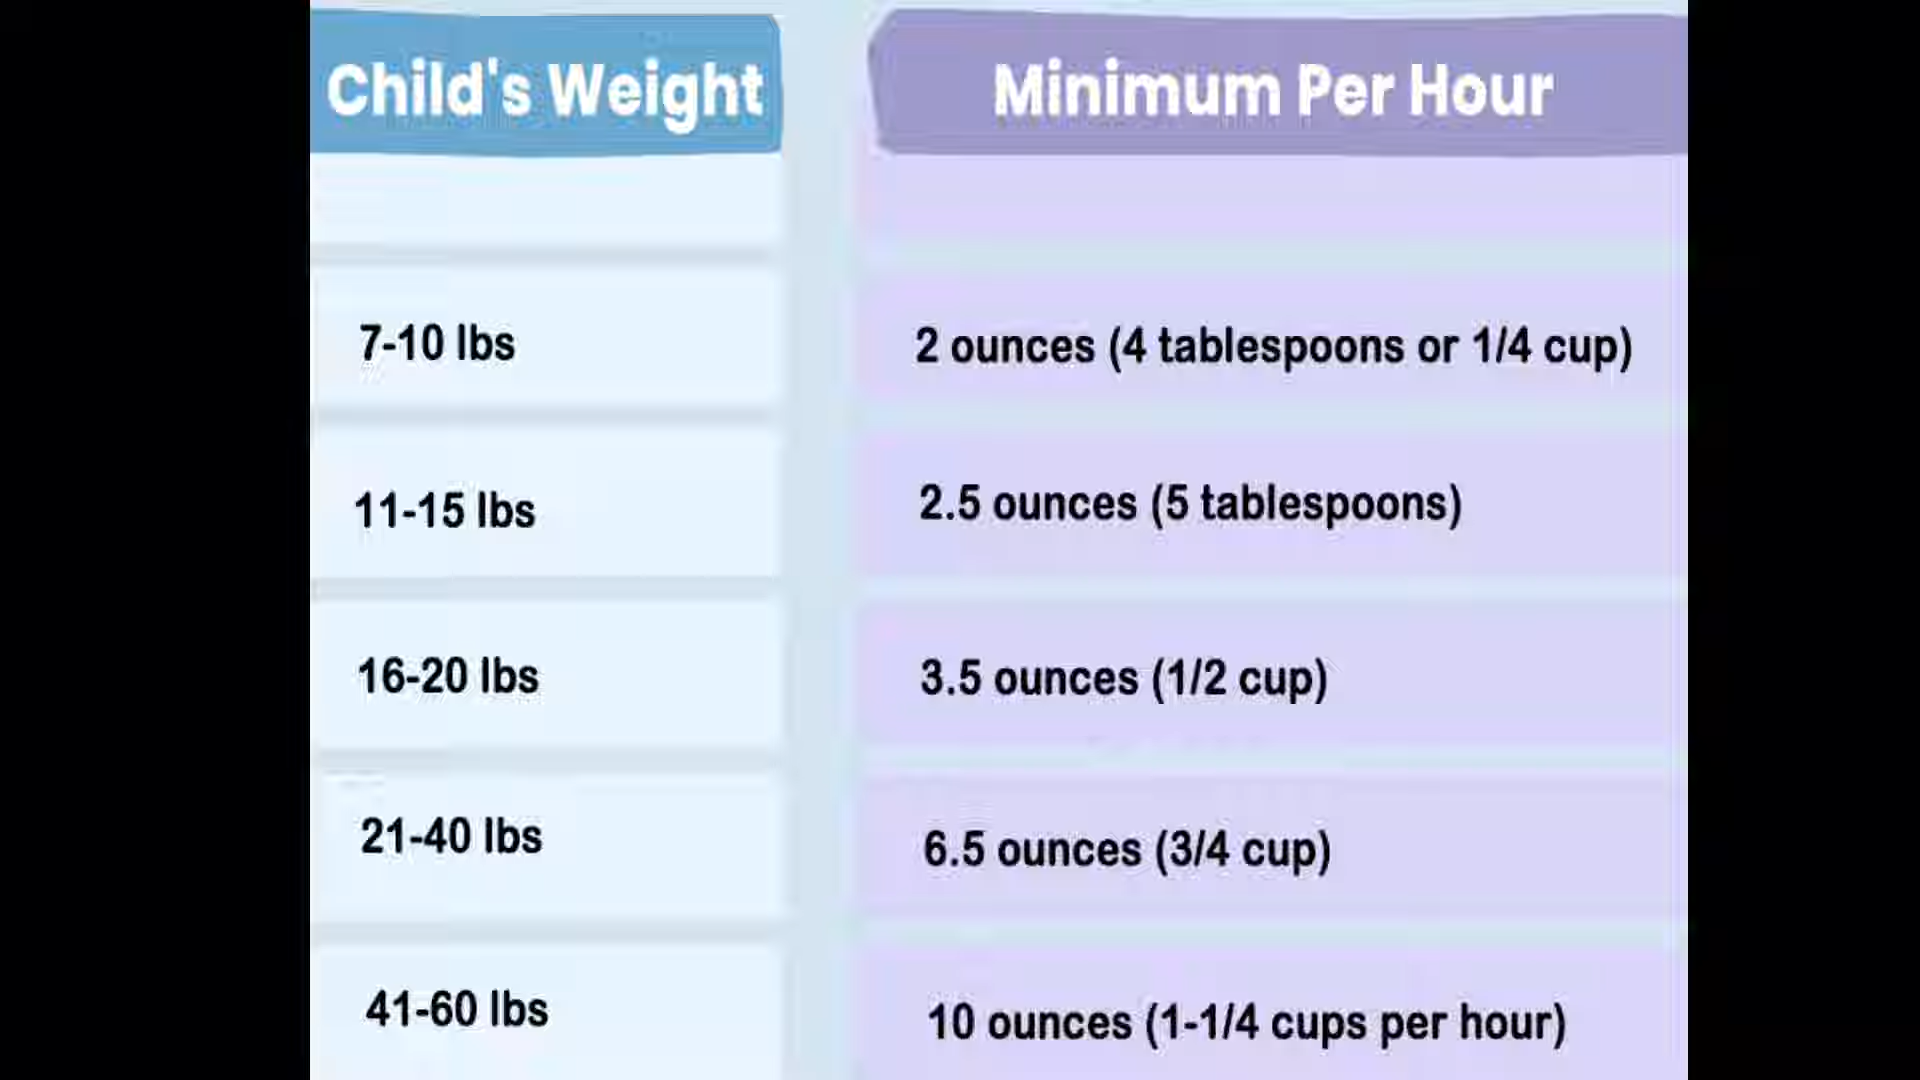 Child's Weight Minimum Per Hour
7-10 lbs 2 ounces (4 tablespoons or 1/4 cup)
11-15 lbs 2.5 ounces (5 tablespoons)
16-20 lbs 3.5 ounces (1/2 cup)
21-40 lbs 6.5 ounces (3/4 cup)
41-60 lbs 10 ounces (1-1/4 cups per hour)